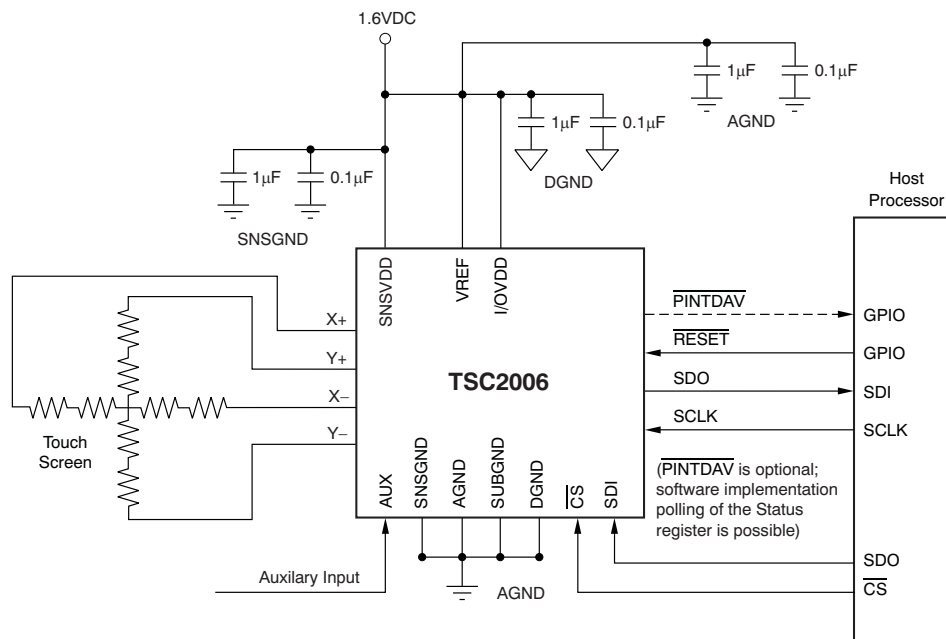 1.6VDC
1μF
0.1μF
AGND
1μF
0.1μF
DGND
1μF
0.1μF
SNSGND
Host
Processor
SNSVDD
VREF
I/OVDD
X+
Y+
X−
Y−
Touch
Screen
TSC2006
PINTDAV
GPIO
RESET
GPIO
SDO
SDI
SCLK
SCLK
(PINTDAV is optional;
software implementation
polling of the Status
register is possible)
AUX
SNSGND
AGND
SUBGND
DGND
CS
SDI
SDO
CS
Auxilary Input
AGND